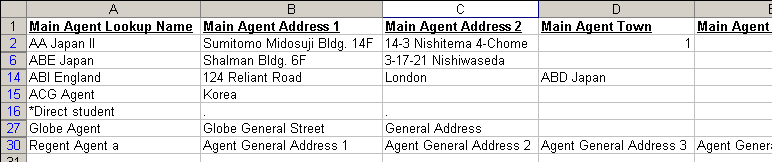 A B C D E
1 Main Agent Lookup Name Main Agent Address 1 Main Agent Address 2 Main Agent Town Main Agent
2 AA Japan II Sumitomo Midosuji Bldg. 14F 14-3 Nishitema 4-Chome 1
6 ABE Japan Shalman Bldg. 6F 3-17-21 Nishiwaseda
14 ABI England 124 Reliant Road London ABD Japan
15 ACG Agent Korea
16 *Direct student . .
27 Globe Agent Globe General Street General Address
30 Regent Agent a Agent General Address 1 Agent General Address 2 Agent General Address 3 Agent Genera